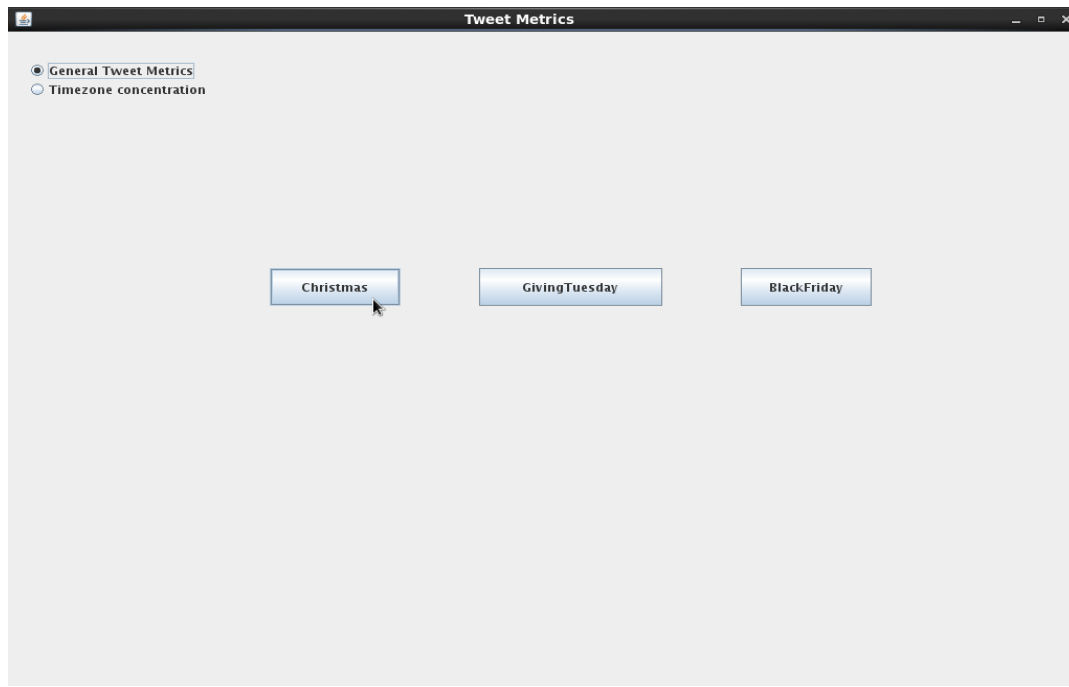 Tweet Metrics
General Tweet Metrics
Timezone concentration
Christmas GivingTuesday BlackFriday